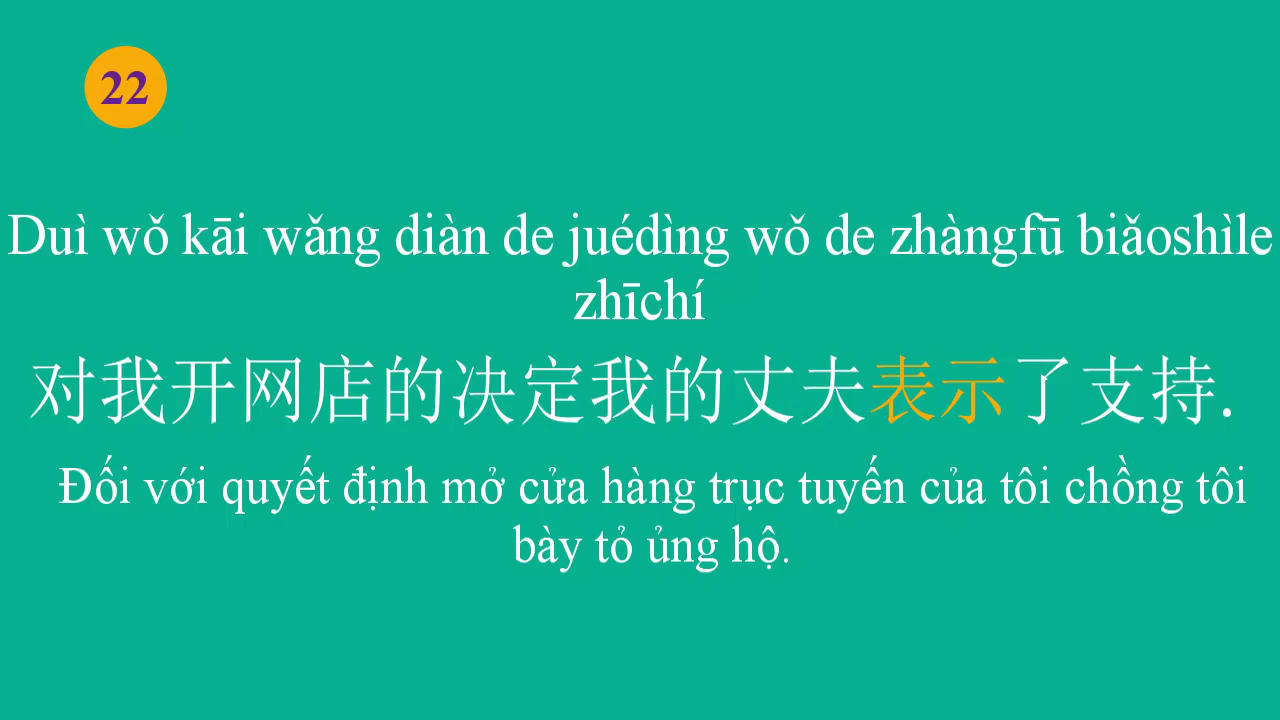 22
Duì wǒ kāi wǎng diàn de juédìng wǒ de zhàngfū biǎoshìle
zhīchí
对我开网店的决定我的丈夫表示了支持.
Đối với quyết định mở cửa hàng trực tuyến của tôi chồng tôi
bày tỏ ủng hộ.